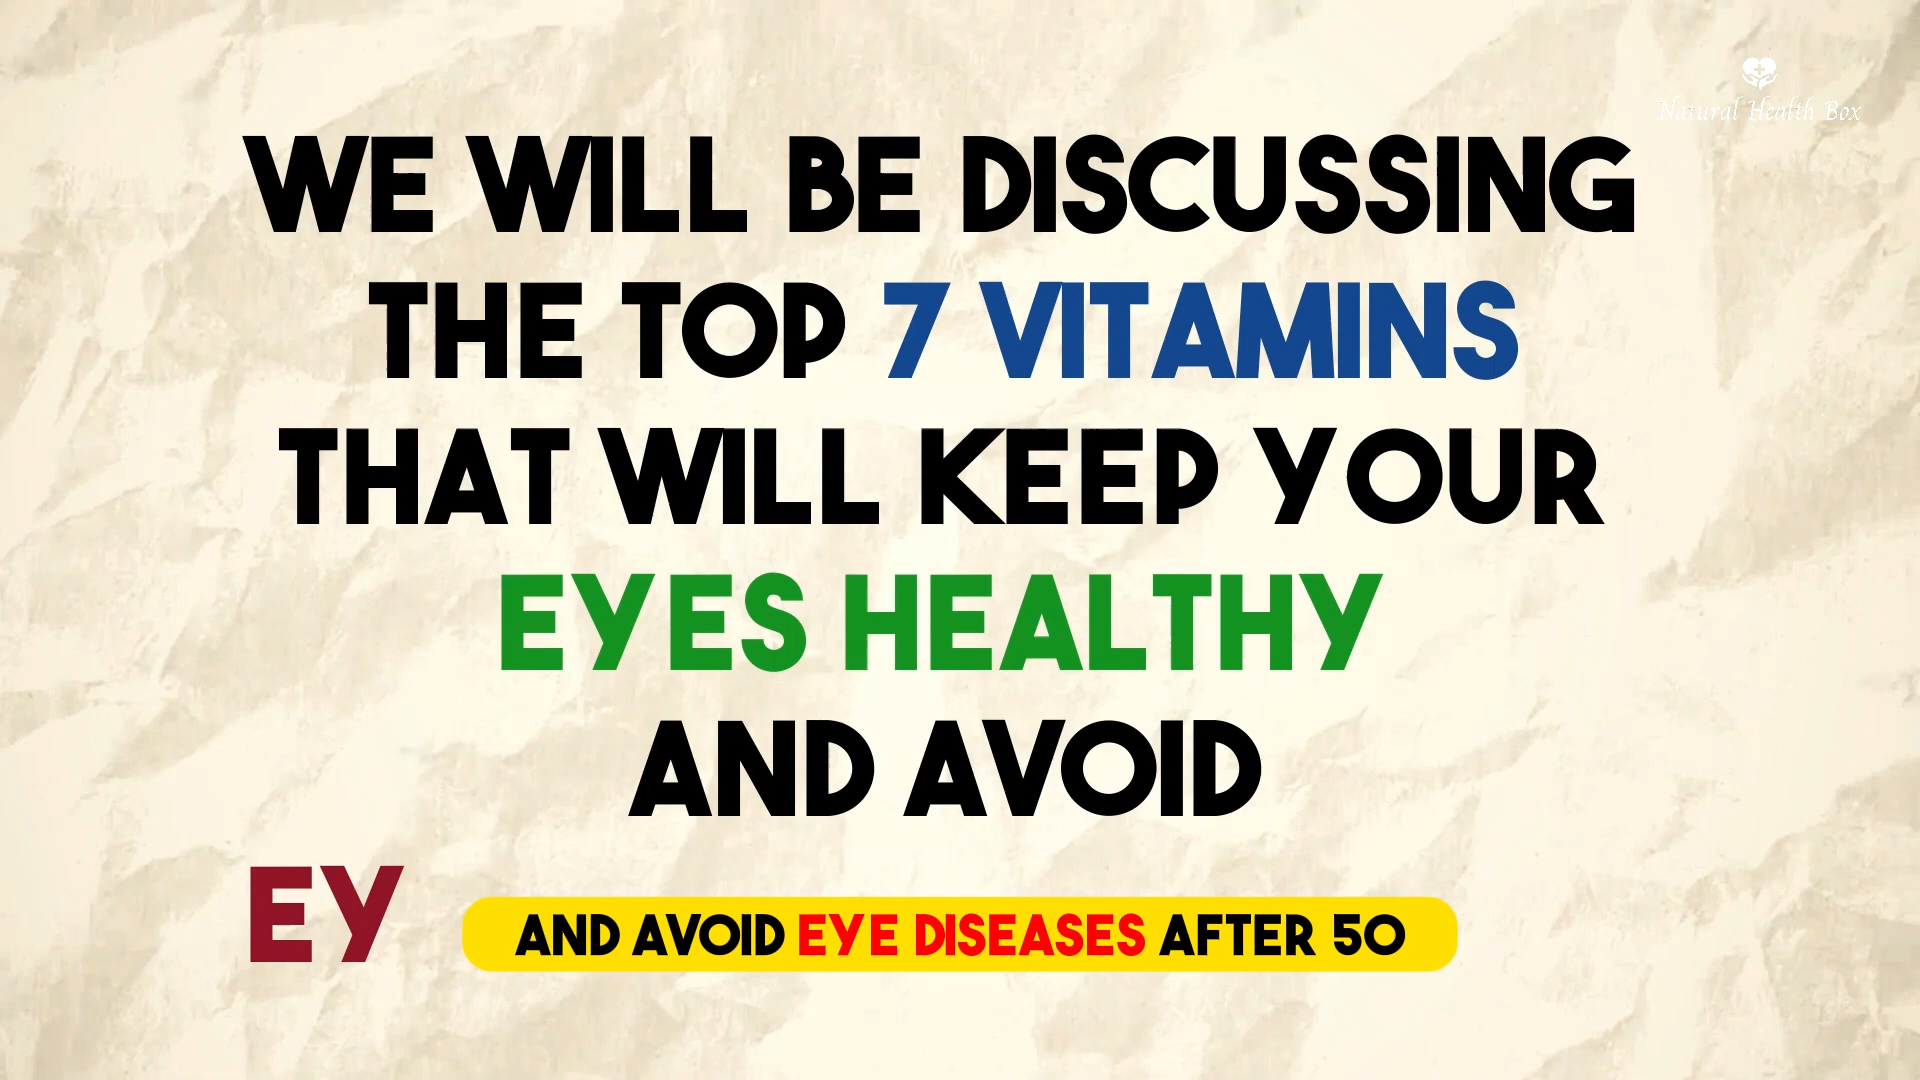 Natural Health Box
WE WILL BE DISCUSSING
THE TOP 7 VITAMINS
THAT WILL KEEP YOUR
EYES HEALTHY
AND AVOID
EY
AND AVOID EYE DISEASES AFTER 50